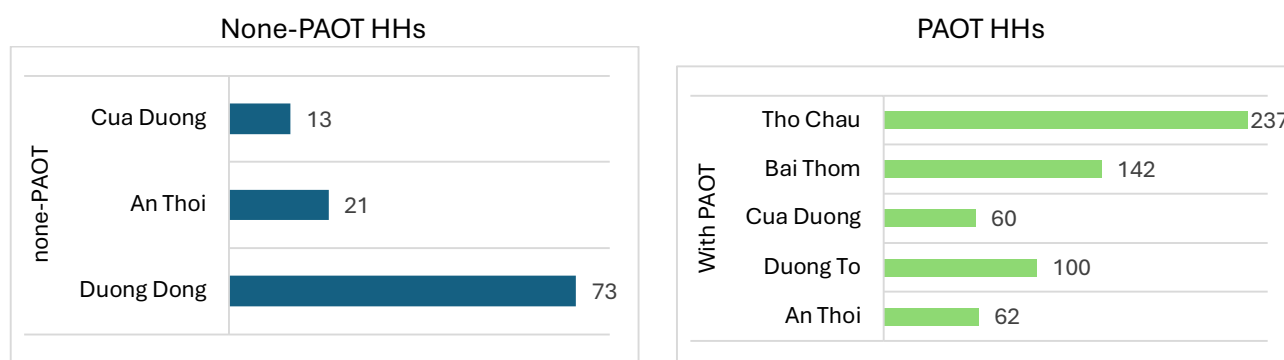 None-PAOT HHs
none-PAOT
Cua Duong 13
An Thoi 21
Duong Dong 73
PAOT HHs
With PAOT
Tho Chau 237
Bai Thom 142
Cua Duong 60
Duong To 100
An Thoi 62